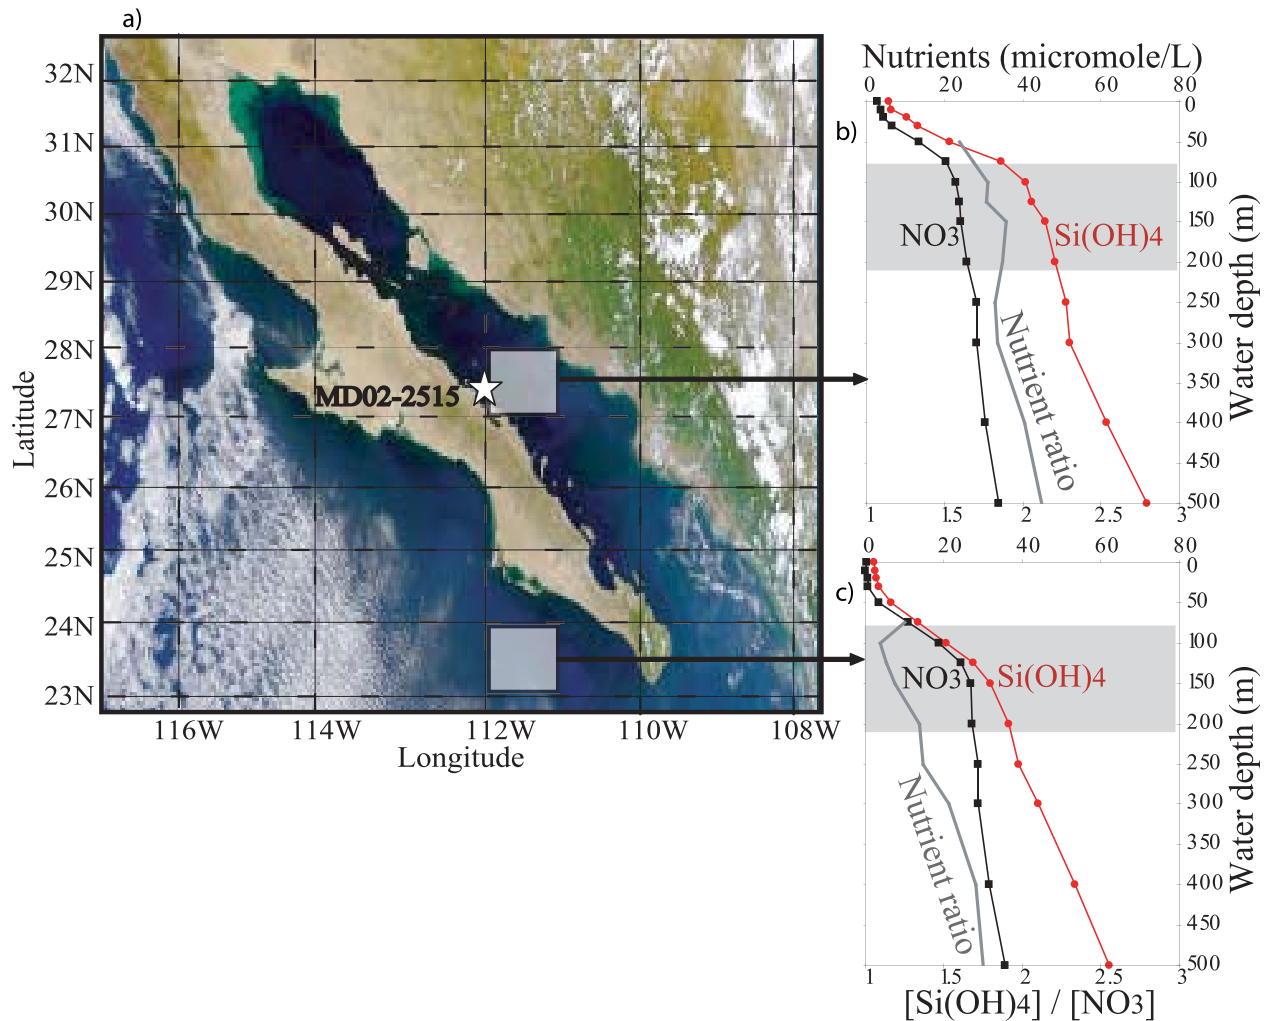 a)
32N
31N
30N
29N
28N
27N
26N
25N
24N
23N
Latitude
MD02-2515
116W 114W 112W 110W 108W
Longitude
Nutrients (micromole/L)
0 20 40 60 80
b)
0
50
100
150
200
250
300
350
400
450
500
Water depth (m)
NO3
Si(OH)4
Nutrient ratio
1 1.5 2 2.5 3
0 20 40 60 80
c)
0
50
100
150
200
250
300
350
400
450
500
Water depth (m)
NO3
Si(OH)4
Nutrient ratio
1 1.5 2 2.5 3
[Si(OH)4] / [NO3]